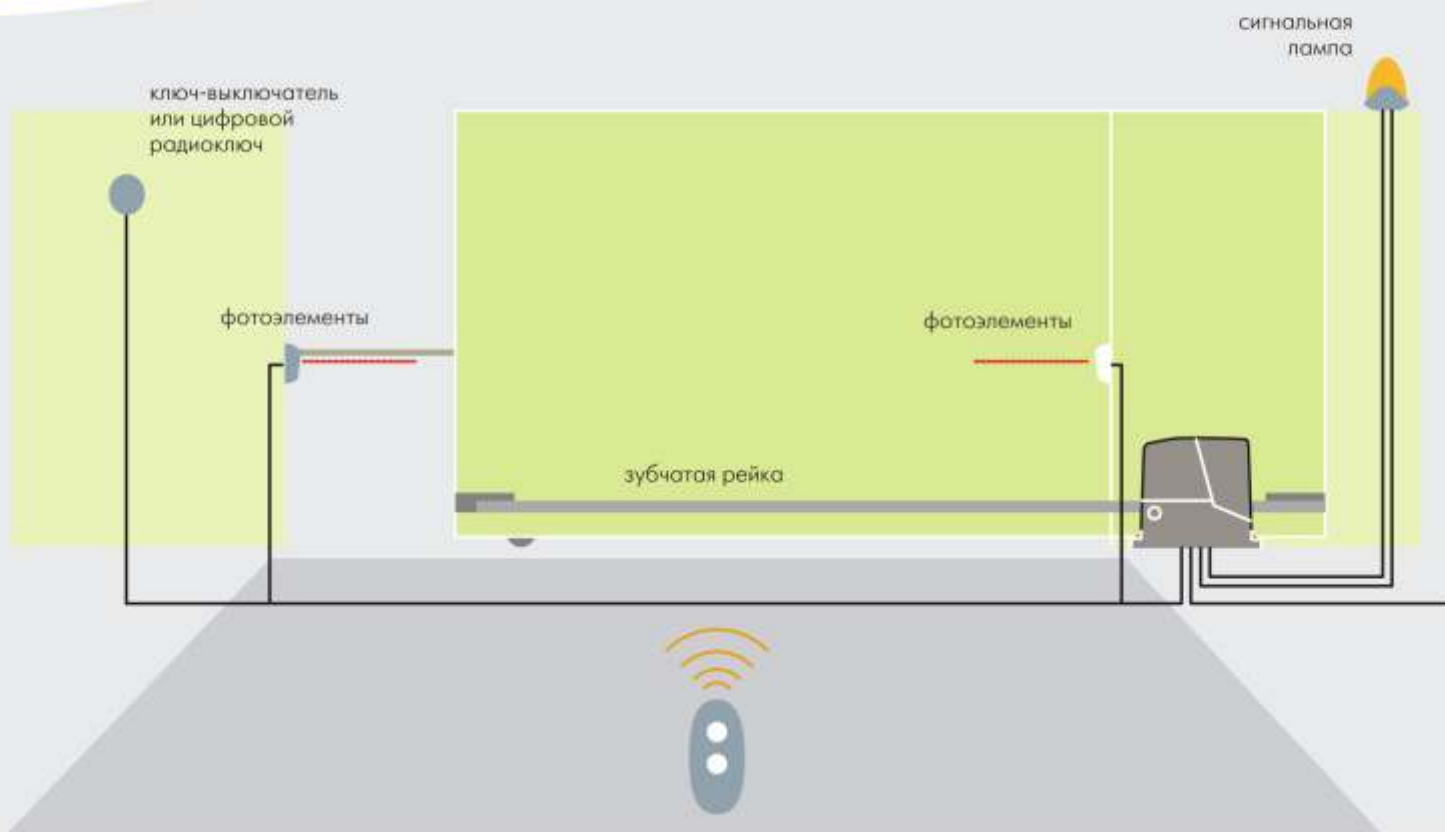 сигнальная
лампа
ключ-выключатель
или цифровой
радиоключ
фотоэлементы
фотоэлементы
зубчатая рейка